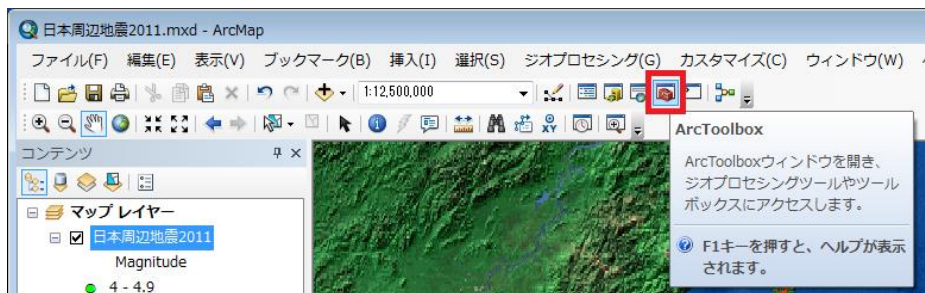 日本周辺地震2011.mxd - ArcMap
ファイル(F) 編集(E) 表示(V) ブックマーク(B) 挿入(I) 選択(S) ジオプロセシング(G) カスタマイズ(C) ウィンドウ(W)
1:12,500,000
XY
コンテンツ
ArcToolbox
ArcToolboxウィンドウを開き、
ジオプロセシングツールやツール
ボックスにアクセスします。
マップ レイヤー
日本周辺地震2011
F1キーを押すと、ヘルプが表示
されます。
Magnitude
4 - 4.9